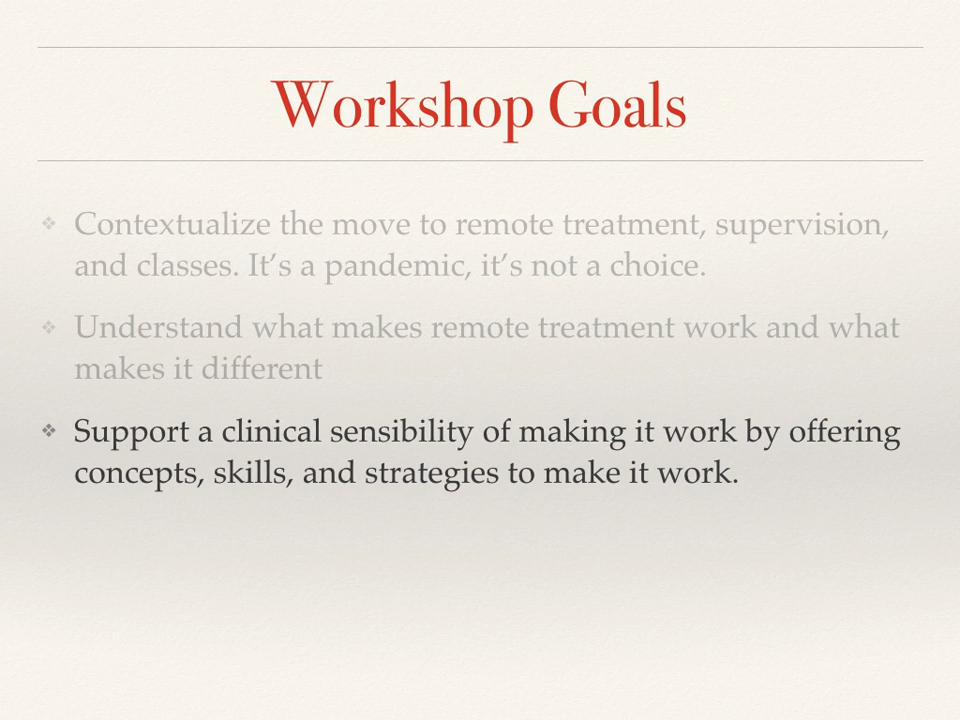 Workshop Goals
Contextualize the move to remote treatment, supervision,
and classes. It’s a pandemic, it’s not a choice.
Understand what makes remote treatment work and what
makes it different
Support a clinical sensibility of making it work by offering
concepts, skills, and strategies to make it work.